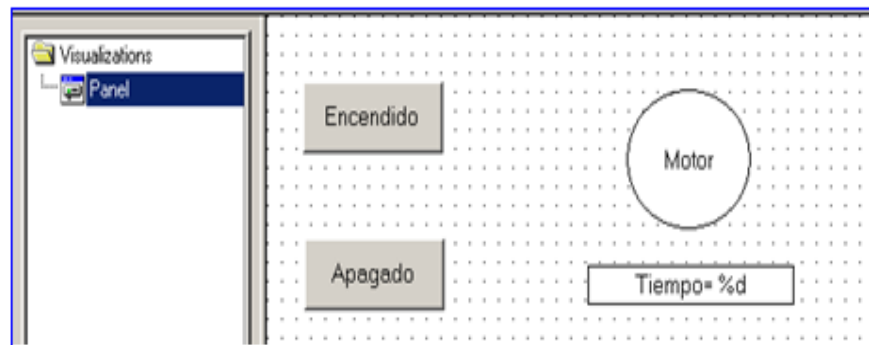 Visualizations
Panel
Encendido
Motor
Apagado
Tiempo= %d